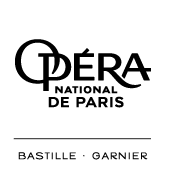 OPÉRA
NATIONAL
DE PARIS
BASTILLE · GARNIER